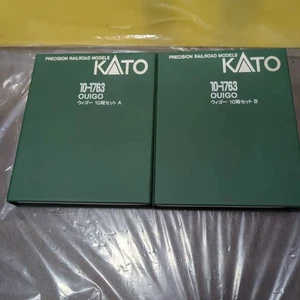 PRECISION RAILROAD MODELS
KATO
10-1763
OUIGO
ウィゴー 10両セット A
PRECISION RAILROAD MODELS
KATO
10-1763
OUIGO
ウィゴー 10両セット B